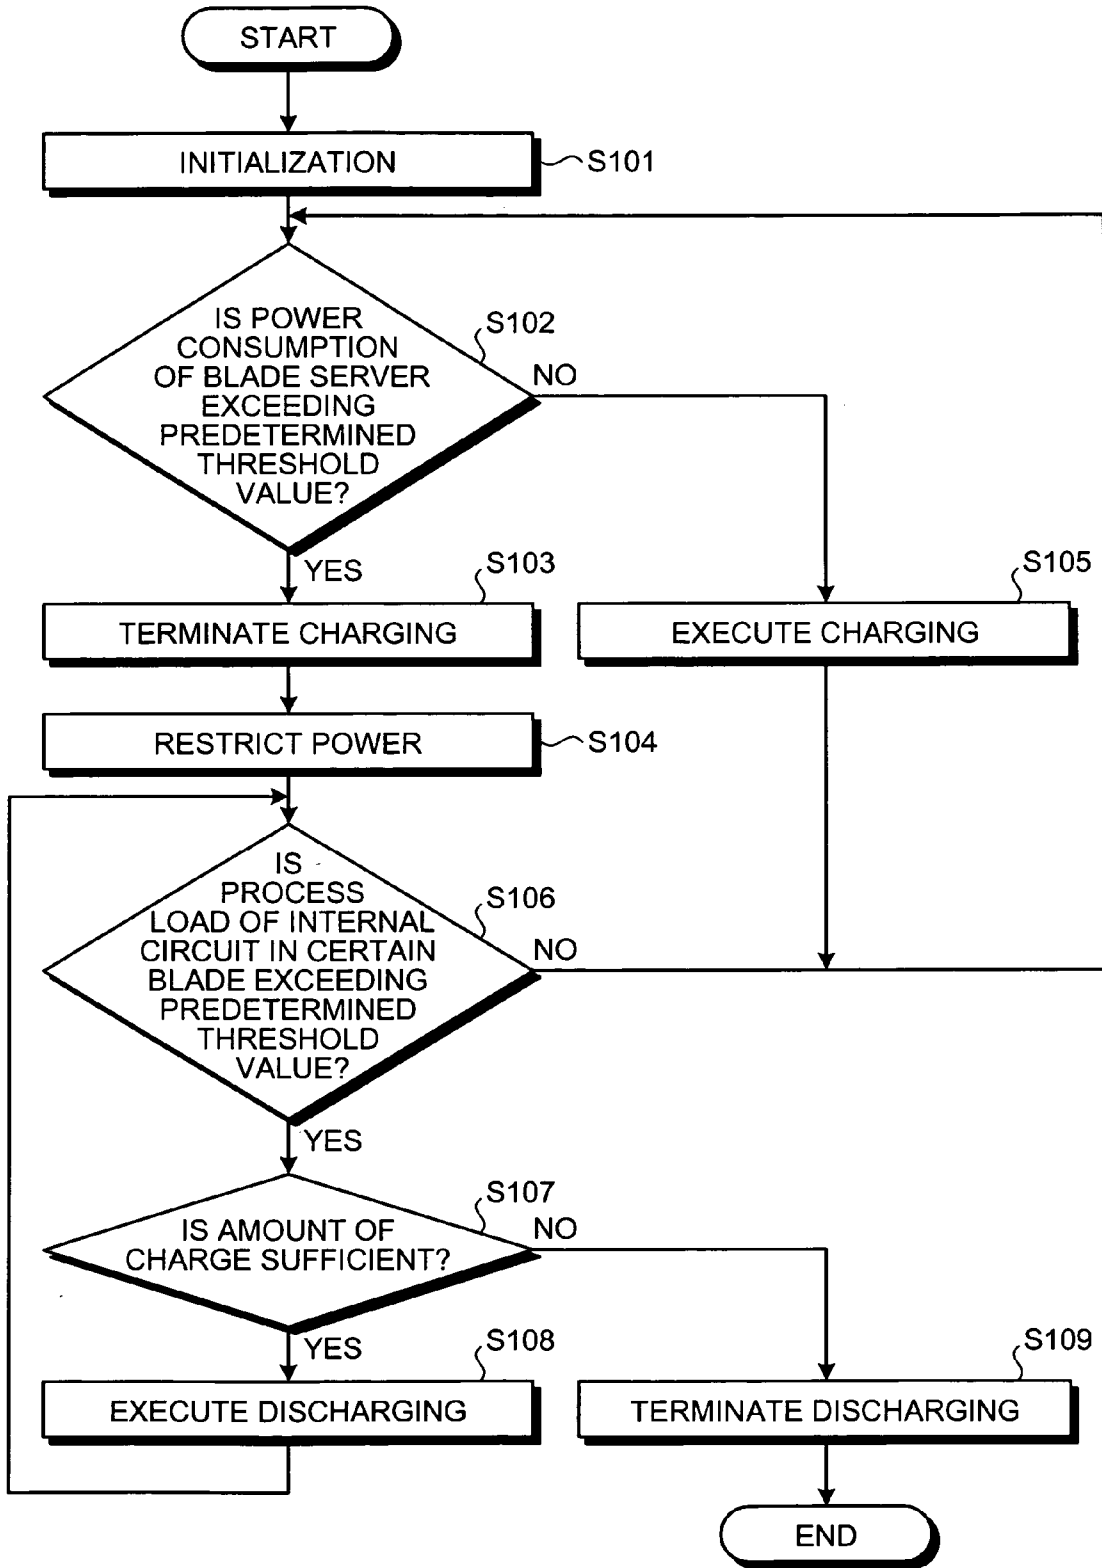 START
INITIALIZATION
S101
IS POWER
CONSUMPTION
OF BLADE SERVER
EXCEEDING
PREDETERMINED
THRESHOLD
VALUE?
S102
NO
YES
S103
TERMINATE CHARGING
S105
EXECUTE CHARGING
RESTRICT POWER
S104
IS
PROCESS
LOAD OF INTERNAL
CIRCUIT IN CERTAIN
BLADE EXCEEDING
PREDETERMINED
THRESHOLD
VALUE?
S106
NO
YES
IS AMOUNT OF
CHARGE SUFFICIENT?
S107
NO
YES
S108
EXECUTE DISCHARGING
S109
TERMINATE DISCHARGING
END